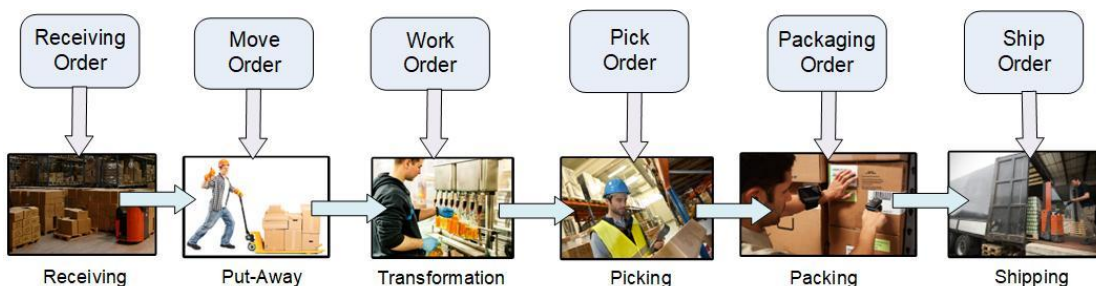 Receiving
Order
Move
Order
Work
Order
Pick
Order
Packaging
Order
Ship
Order
Receiving
Put-Away
Transformation
Picking
Packing
Shipping